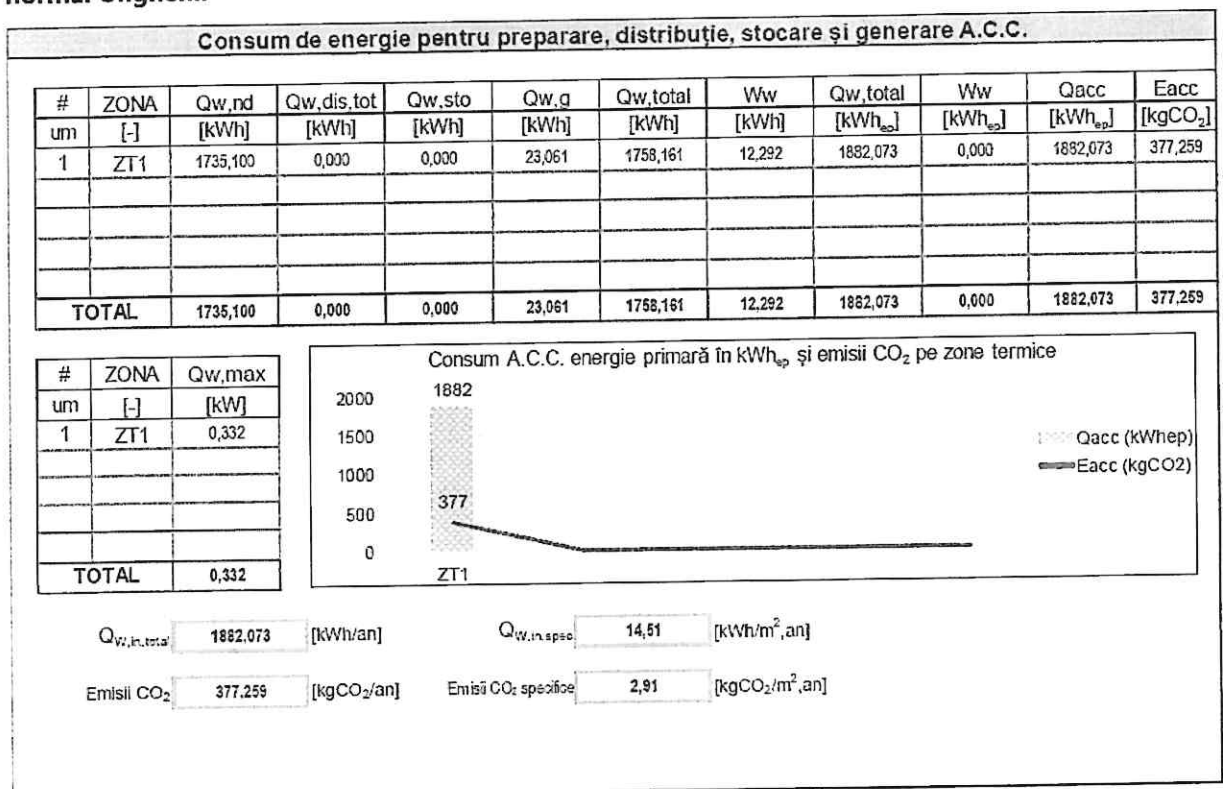 Consum de energie pentru preparare, distribuție, stocare și generare A.C.C.
# ZONA Qw,nd Qw,dis,tot Qw,sto Qw,g Qw,total Ww Qw,total Ww Qacc Eacc
um [-] [kWh] [kWh] [kWh] [kWh] [kWh] [kWh] [kWhep] [kWhep] [kWhep] [kgCO2]
1 ZT1 1735,100 0,000 0,000 23,061 1758,161 12,292 1882,073 0,000 1882,073 377,259
TOTAL 1735,100 0,000 0,000 23,061 1758,161 12,292 1882,073 0,000 1882,073 377,259
# ZONA Qw,max
um [-] [kW]
1 ZT1 0,332
TOTAL 0,332
Consum A.C.C. energie primară în kWhep și emisii CO2 pe zone termice
1882
2000
1500
1000
500
0
377
ZT1
Qacc (kWhep)
Eacc (kgCO2)
QW,in,total 1882,073 [kWh/an] QW,in,spec 14,51 [kWh/m²,an]
Emisii CO2 377,259 [kgCO2/an] Emisii CO2 specifice 2,91 [kgCO2/m²,an]